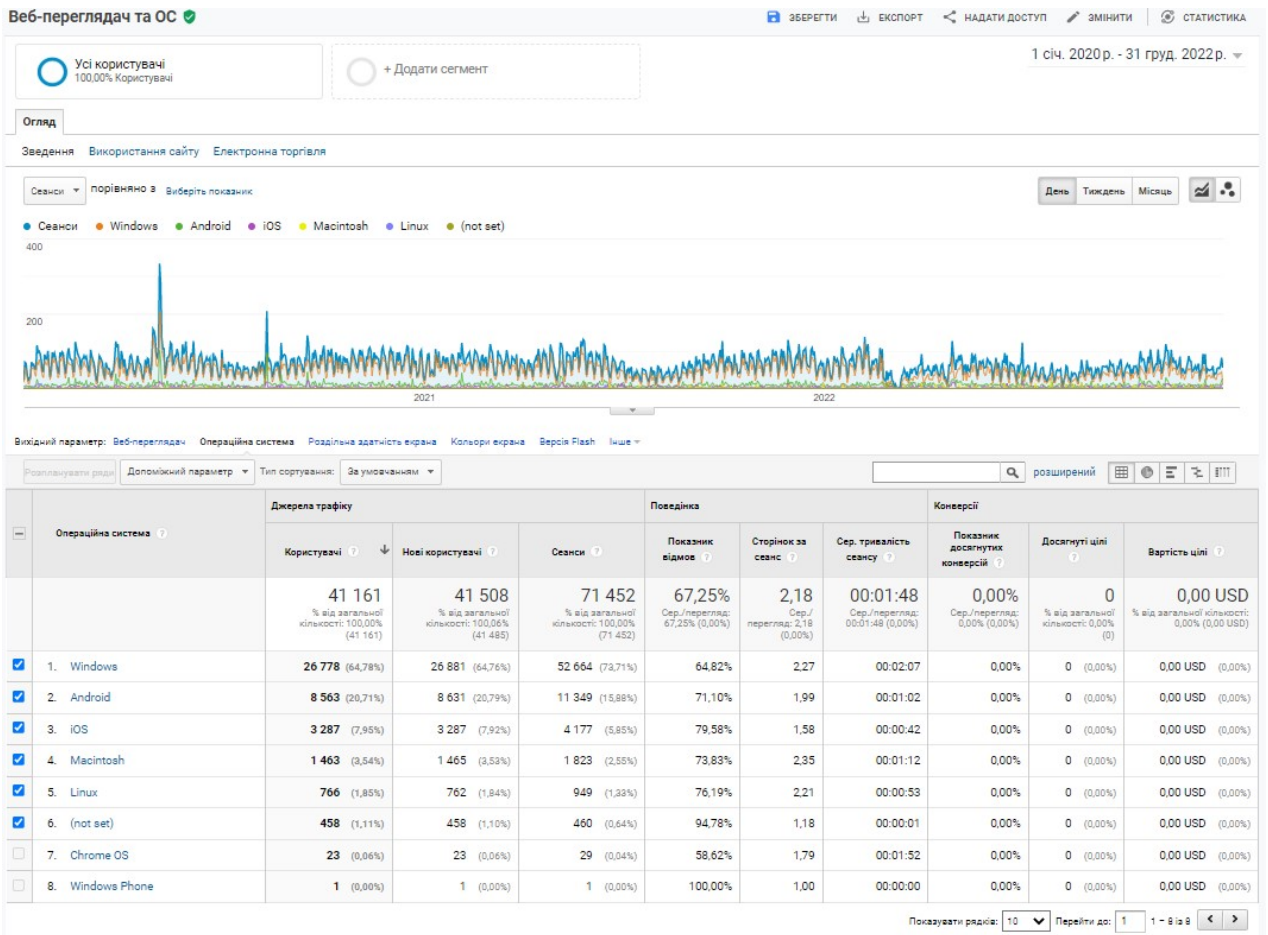 Веб-переглядач та ОС
ЗБЕРЕГТИ ЕКСПОРТ НАДАТИ ДОСТУП ЗМІНИТИ СТАТИСТИКА
Усі користувачі
100,00% Користувачі
+ Додати сегмент
1 січ. 2020 р. - 31 груд. 2022 р.
Огляд
Зведення Використання сайту Електронна торгівля
Сеанси порівняно з Виберіть показник
День Тиждень Місяць
Сеанси Windows Android iOS Macintosh Linux (not set)
400
200
2021 2022
Вихідний параметр: Веб-переглядач Операційна система Роздільна здатність екрана Кольори екрана Версія Flash Інше
Розпланувати ряди Допоміжний параметр Тип сортування: За умовчанням розширений
Операційна система ?
Джерела трафіку Поведінка Конверсії
Користувачі ? Нові користувачі ? Сеанси ? Показник відмов ? Сторінок за сеанс ? Сер. тривалість сеансу ? Показник досягнутих конверсій ? Досягнуті цілі ? Вартість цілі ?
41 161 41 508 71 452 67,25% 2,18 00:01:48 0,00% 0 0,00 USD
% від загальної кількості: 100,00% (41 161) % від загальної кількості: 100,06% (41 485) % від загальної кількості: 100,00% (71 452) Сер./перегляд: 67,25% (0,00%) Сер./перегляд: 2,18 (0,00%) Сер./перегляд: 00:01:48 (0,00%) Сер./перегляд: 0,00% (0,00%) % від загальної кількості: 0,00% (0) % від загальної кількості: 0,00% (0,00 USD)
1. Windows 26 778 (64,78%) 26 881 (64,76%) 52 664 (73,71%) 64,82% 2,27 00:02:07 0,00% 0 (0,00%) 0,00 USD (0,00%)
2. Android 8 563 (20,71%) 8 631 (20,79%) 11 349 (15,88%) 71,10% 1,99 00:01:02 0,00% 0 (0,00%) 0,00 USD (0,00%)
3. iOS 3 287 (7,95%) 3 287 (7,92%) 4 177 (5,85%) 79,58% 1,58 00:00:42 0,00% 0 (0,00%) 0,00 USD (0,00%)
4. Macintosh 1 463 (3,54%) 1 465 (3,53%) 1 823 (2,55%) 73,83% 2,35 00:01:12 0,00% 0 (0,00%) 0,00 USD (0,00%)
5. Linux 766 (1,85%) 762 (1,84%) 949 (1,33%) 76,19% 2,21 00:00:53 0,00% 0 (0,00%) 0,00 USD (0,00%)
6. (not set) 458 (1,11%) 458 (1,10%) 460 (0,64%) 94,78% 1,18 00:00:01 0,00% 0 (0,00%) 0,00 USD (0,00%)
7. Chrome OS 23 (0,06%) 23 (0,06%) 29 (0,04%) 58,62% 1,79 00:01:52 0,00% 0 (0,00%) 0,00 USD (0,00%)
8. Windows Phone 1 (0,00%) 1 (0,00%) 1 (0,00%) 100,00% 1,00 00:00:00 0,00% 0 (0,00%) 0,00 USD (0,00%)
Показувати рядків: 10 Перейти до: 1 1 – 8 із 8